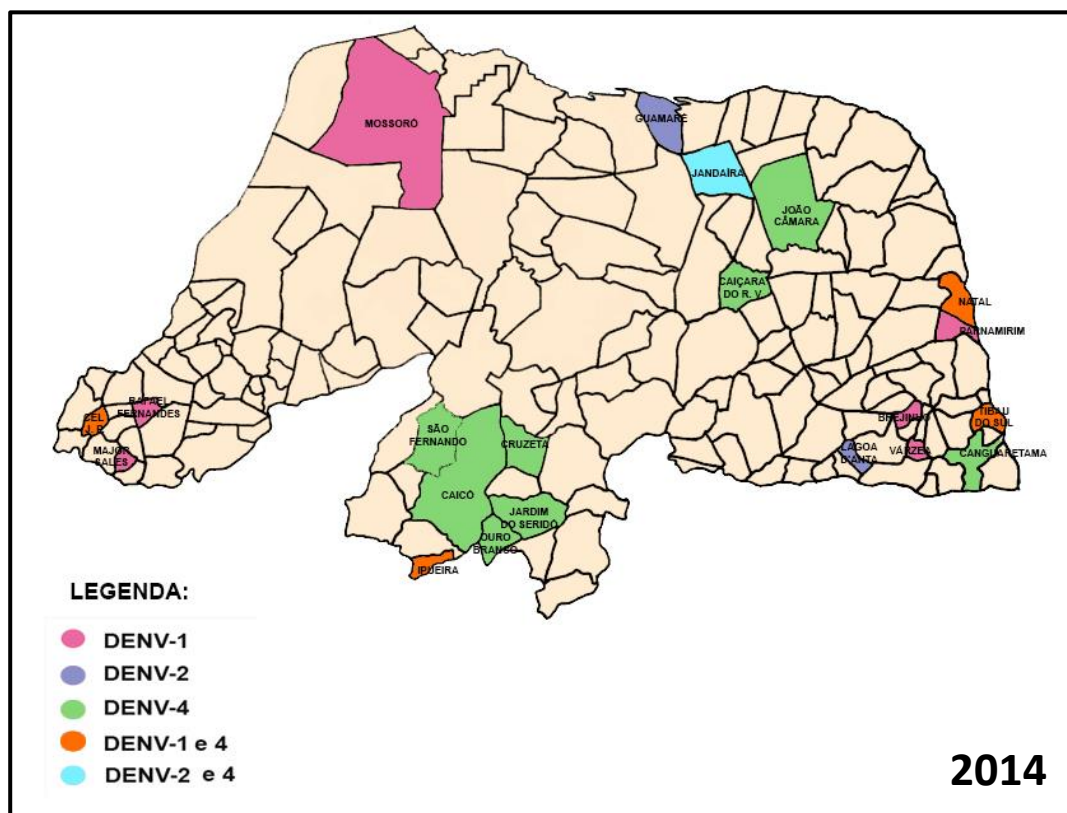 MOSSORÓ
GUAMARÉ
JANDAÍRA
JOÃO
CÂMARA
CAIÇARA
DO R. V.
NATAL
PARNAMIRIM
RAFAEL
FERNANDES
CEL
J. P.
MAJOR
SALES
BREJINHO
TIBAU
DO SUL
LAGOA
D'ANTA
VÁRZEA
CANGUARETAMA
SÃO
FERNANDO
CRUZETA
CAICÓ
JARDIM
DO SERIDÓ
OURO
BRANCO
IPUEIRA
LEGENDA:
DENV-1
DENV-2
DENV-4
DENV-1 e 4
DENV-2 e 4
2014